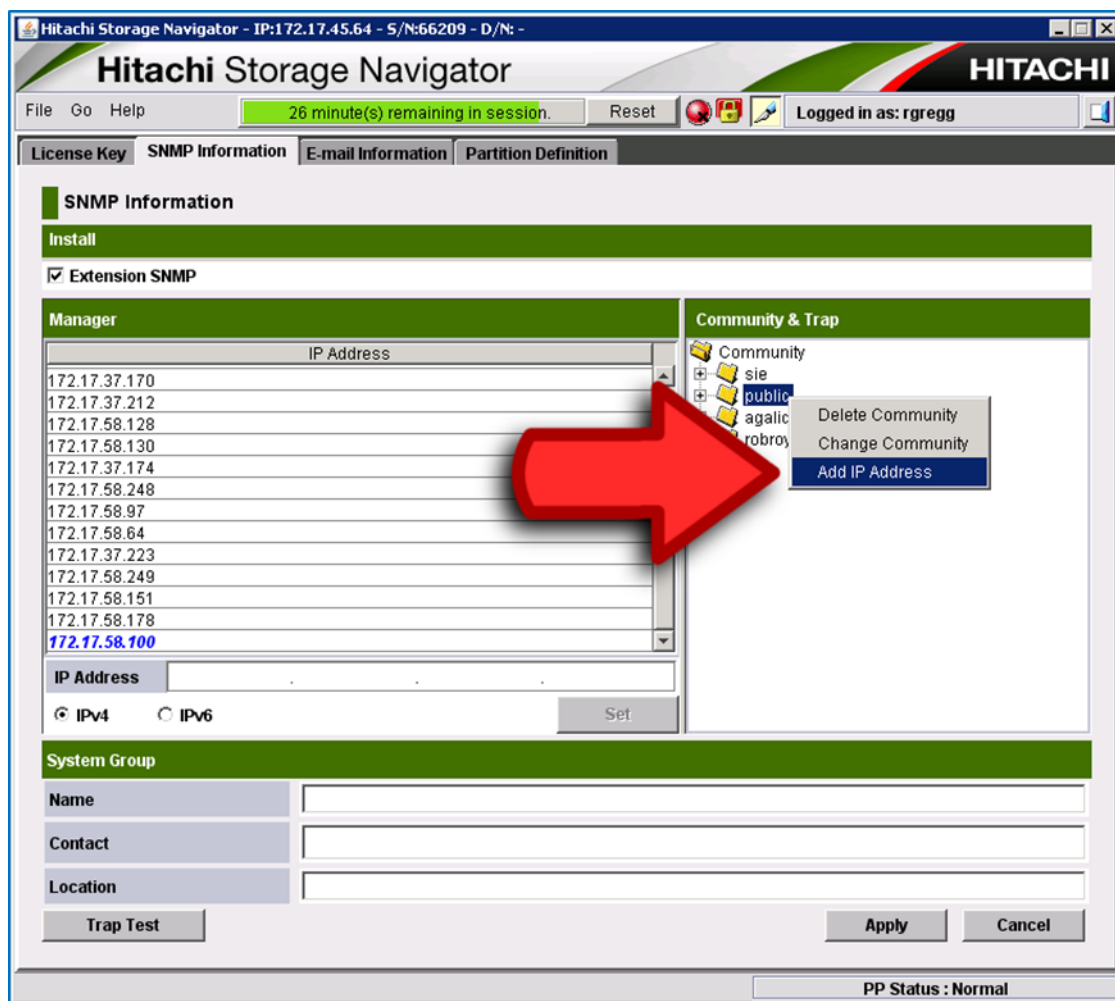 Hitachi Storage Navigator - IP:172.17.45.64 - S/N:66209 - D/N: -
Hitachi Storage Navigator
HITACHI
File Go Help
26 minute(s) remaining in session.
Reset
Logged in as: rgregg
License Key
SNMP Information
E-mail Information
Partition Definition
SNMP Information
Install
Extension SNMP
Manager
IP Address
172.17.37.170
172.17.37.212
172.17.58.128
172.17.58.130
172.17.37.174
172.17.58.248
172.17.58.97
172.17.58.64
172.17.37.223
172.17.58.249
172.17.58.151
172.17.58.178
172.17.58.100
IP Address . . .
IPv4
IPv6
Set
Community & Trap
Community
sie
public
agalic
robroy
Delete Community
Change Community
Add IP Address
System Group
Name
Contact
Location
Trap Test
Apply
Cancel
PP Status : Normal